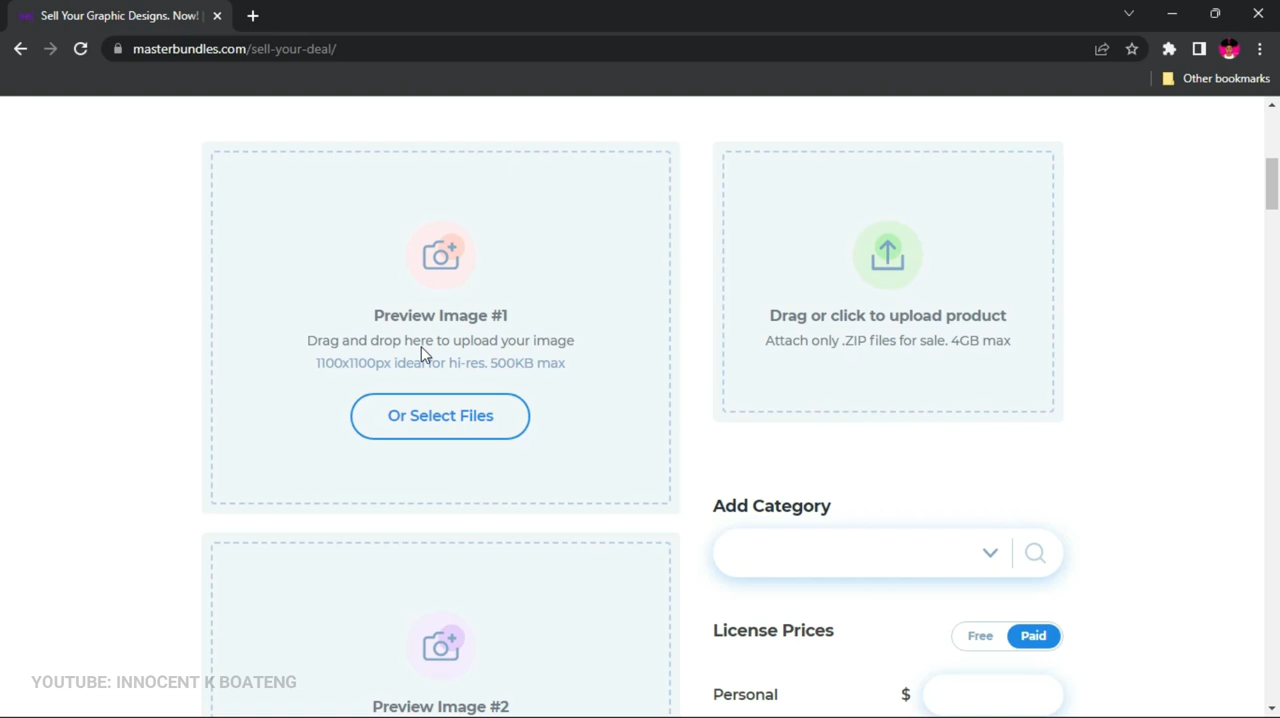 Sell Your Graphic Designs. Now!
masterbundles.com/sell-your-deal/
Other bookmarks
Preview Image #1
Drag and drop here to upload your image
1100x1100px ideal for hi-res. 500KB max
Or Select Files
Drag or click to upload product
Attach only .ZIP files for sale. 4GB max
Add Category
License Prices
Free
Paid
Personal
$
Preview Image #2
YOUTUBE: INNOCENT K BOATENG